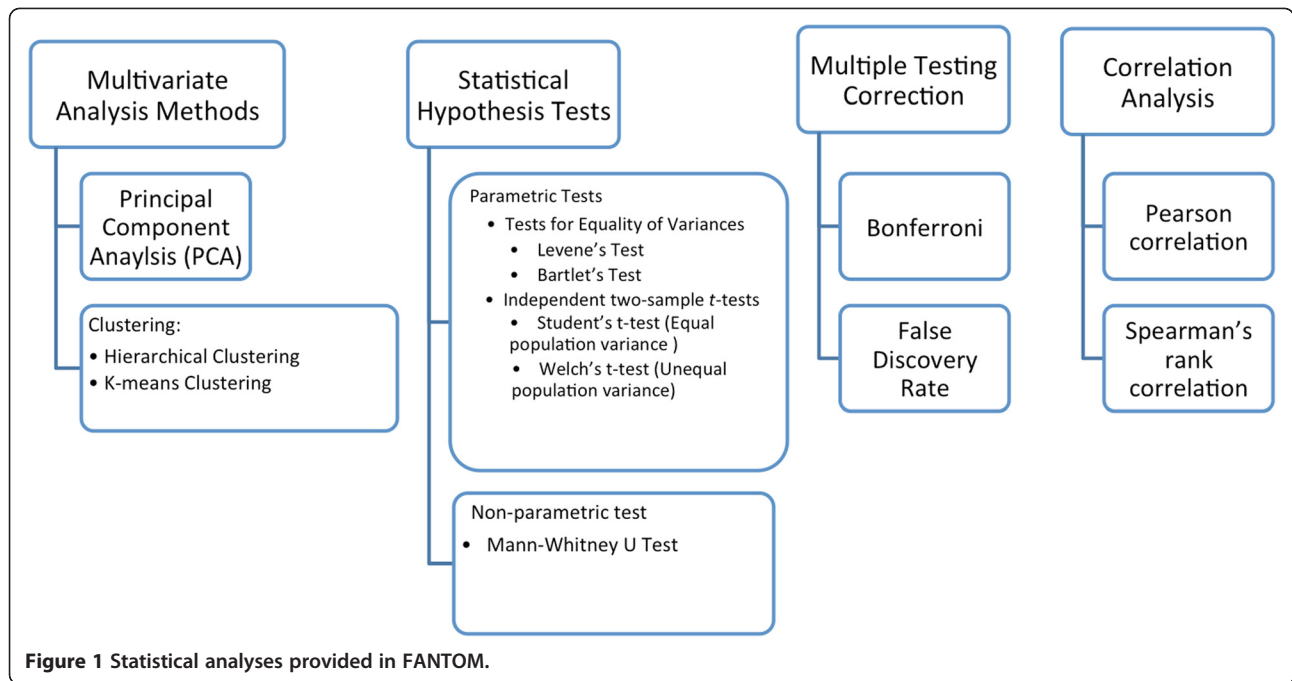 Multivariate
Analysis Methods
Principal
Component
Anaylsis (PCA)
Clustering:
• Hierarchical Clustering
• K-means Clustering
Statistical
Hypothesis Tests
Parametric Tests
• Tests for Equality of Variances
• Levene's Test
• Bartlet's Test
• Independent two-sample t-tests
• Student's t-test (Equal
population variance )
• Welch's t-test (Unequal
population variance)
Non-parametric test
• Mann-Whitney U Test
Multiple Testing
Correction
Bonferroni
False
Discovery
Rate
Correlation
Analysis
Pearson
correlation
Spearman's
rank
correlation
Figure 1 Statistical analyses provided in FANTOM.